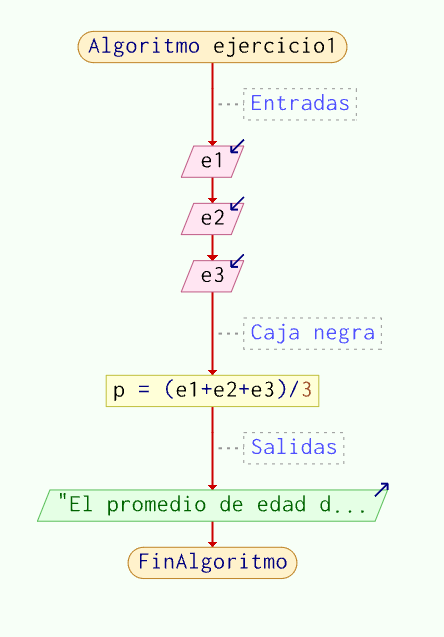 Algoritmo ejercicio1
Entradas
e1
e2
e3
Caja negra
p = (e1+e2+e3)/3
Salidas
"El promedio de edad d...
FinAlgoritmo